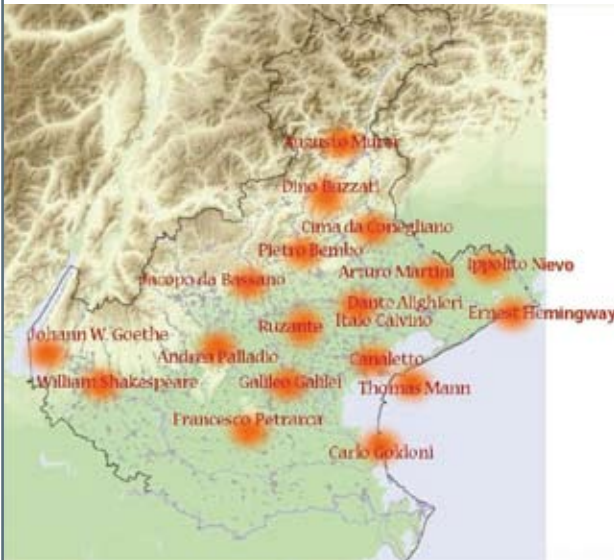 Augusto Murer
Dino Buzzati
Cima da Conegliano
Pietro Bembo
Ippolito Nievo
Arturo Martini
Jacopo da Bassano
Dante Alighieri
Italo Calvino
Ernest Hemingway
Ruzante
Johann W. Goethe
Andrea Palladio
Canaletto
William Shakespeare
Galileo Galilei
Thomas Mann
Francesco Petrarca
Carlo Goldoni